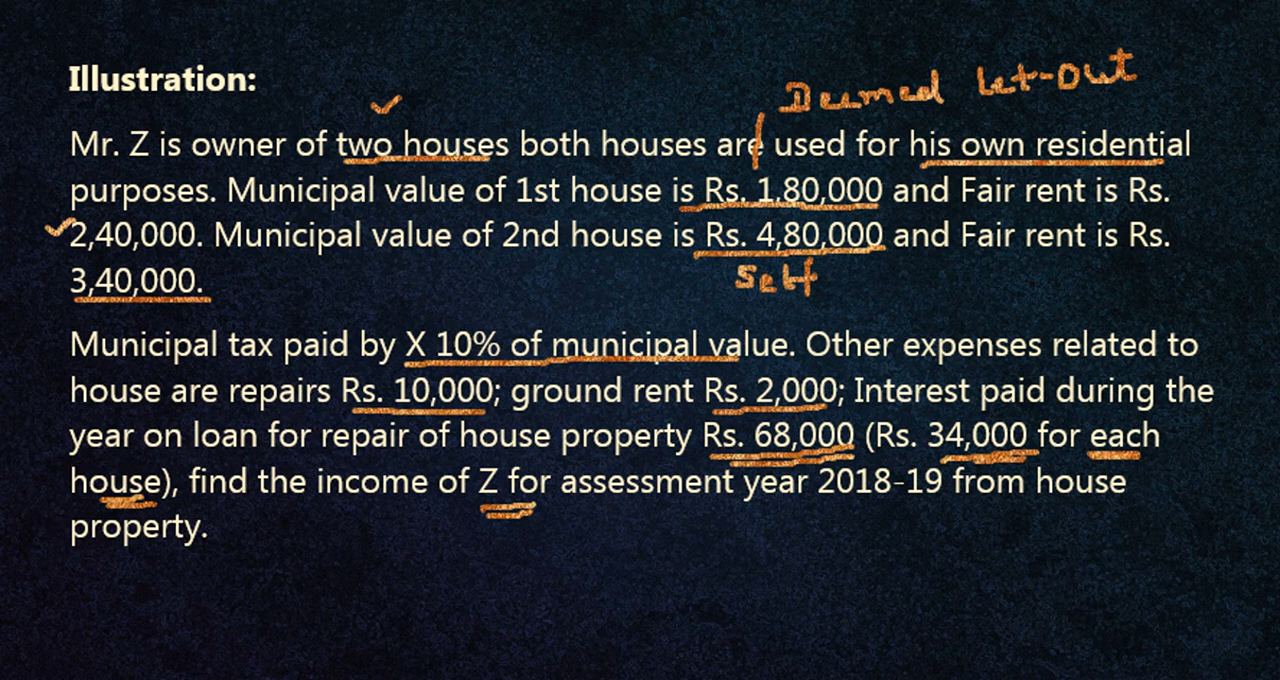 Illustration:
Deemed Let-Out
Mr. Z is owner of two houses both houses are used for his own residential
purposes. Municipal value of 1st house is Rs. 1,80,000 and Fair rent is Rs.
2,40,000. Municipal value of 2nd house is Rs. 4,80,000 and Fair rent is Rs.
3,40,000.
Self
Municipal tax paid by X 10% of municipal value. Other expenses related to
house are repairs Rs. 10,000; ground rent Rs. 2,000; Interest paid during the
year on loan for repair of house property Rs. 68,000 (Rs. 34,000 for each
house), find the income of Z for assessment year 2018-19 from house
property.